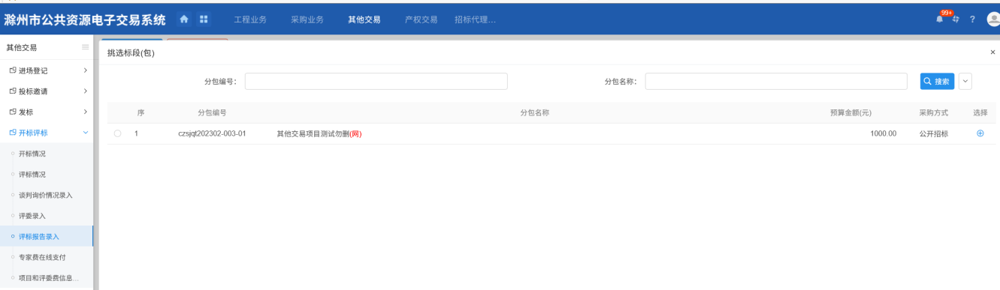 滁州市公共资源电子交易系统 工程业务 采购业务 其他交易 产权交易 招标代理... 99+ ?
其他交易
挑选标段(包) ×
进场登记
分包编号： 分包名称： 搜索
投标邀请
发标
序 分包编号 分包名称 预算金额(元) 采购方式 选择
开标评标
1 czsjqt202302-003-01 其他交易项目测试勿删(网) 1000.00 公开招标
开标情况
评标情况
谈判询价情况录入
评委录入
评标报告录入
专家费在线支付
项目和评委费信息...